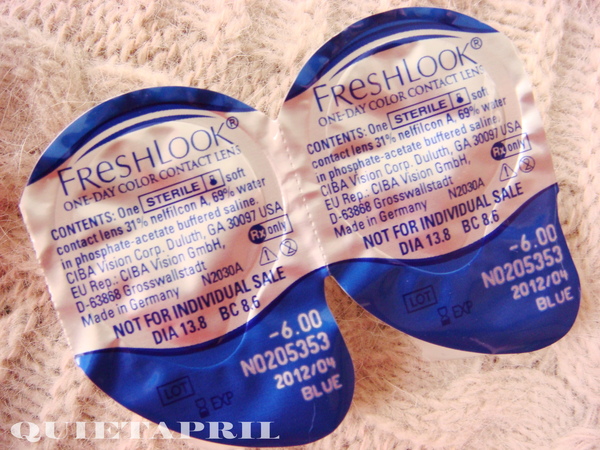 FRESHLOOK®
ONE-DAY COLOR CONTACT LENS
CONTENTS: One STERILE soft
contact lens 31% nelfilcon A, 69% water
in phosphate-acetate buffered saline.
CIBA Vision Corp. Duluth, GA 30097 USA
EU Rep.: CIBA Vision GmbH, Rx only
D-63868 Grosswallstadt
Made in Germany N2030A
NOT FOR INDIVIDUAL SALE
DIA 13.8 BC 8.6
-6.00
N0205353
LOT
2012/04
EXP
BLUE
FRESHLOOK®
ONE-DAY COLOR CONTACT LENS
CONTENTS: One STERILE soft
contact lens 31% nelfilcon A, 69% water
in phosphate-acetate buffered saline.
CIBA Vision Corp. Duluth, GA 30097 USA
EU Rep.: CIBA Vision GmbH, Rx only
D-63868 Grosswallstadt
Made in Germany N2030A
NOT FOR INDIVIDUAL SALE
DIA 13.8 BC 8.6
-6.00
N0205353
LOT
2012/04
EXP
BLUE
QUIETAPRIL